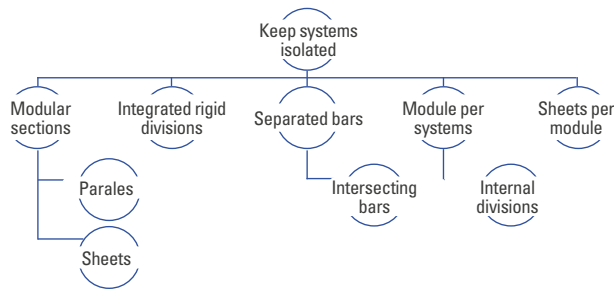 Keep systems
isolated
Modular
sections
Integrated rigid
divisions
Separated bars
Module per
systems
Sheets per
module
Parales
Intersecting
bars
Internal
divisions
Sheets